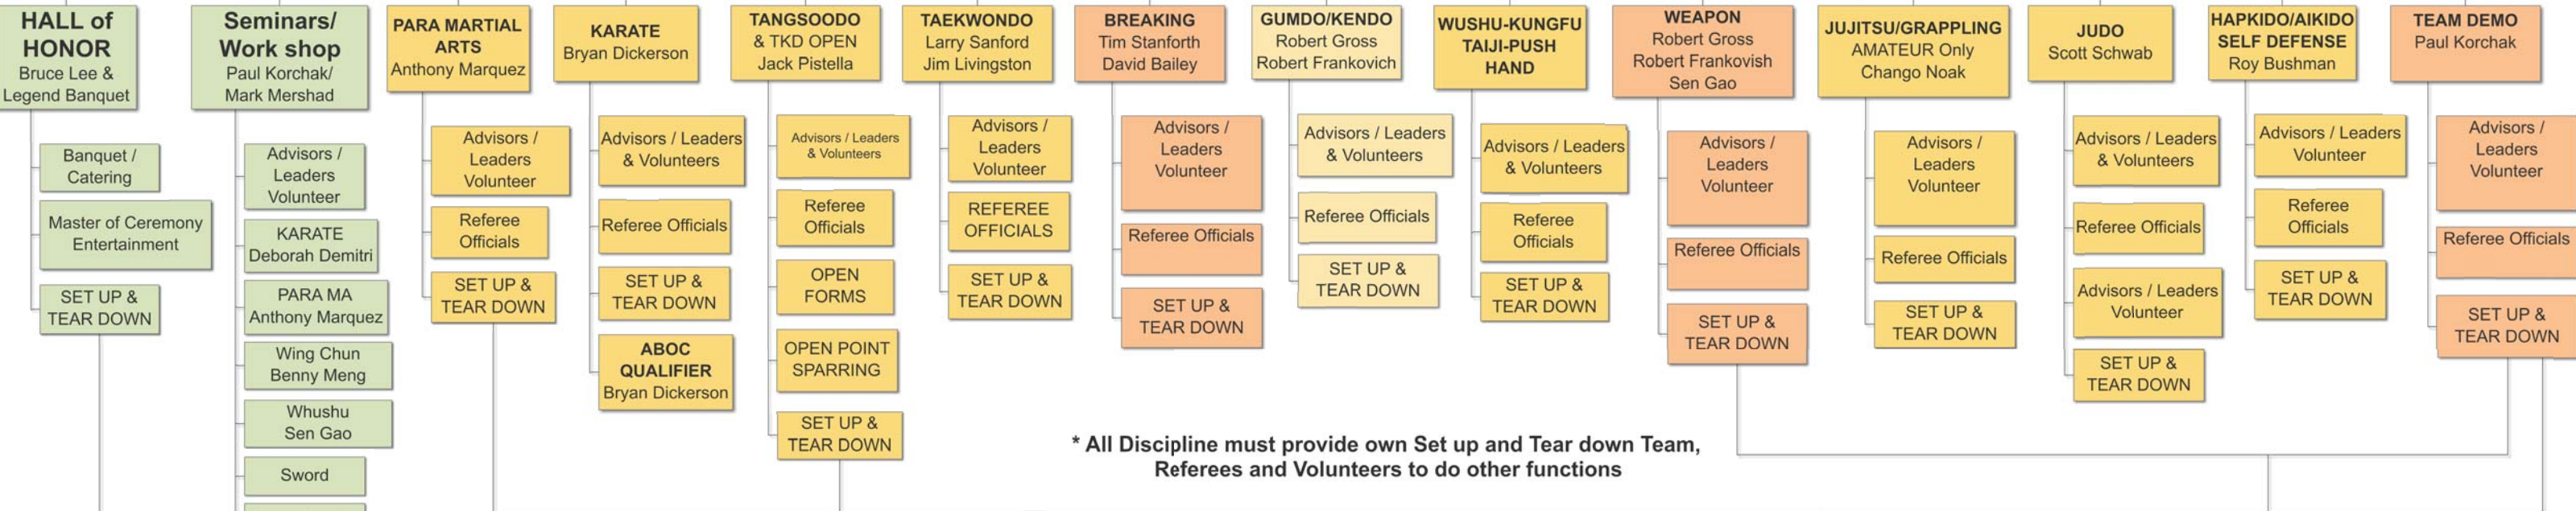 HALL of
HONOR
Bruce Lee &
Legend Banquet
Banquet /
Catering
Master of Ceremony
Entertainment
SET UP &
TEAR DOWN
Seminars/
Work shop
Paul Korchak/
Mark Mershad
Advisors /
Leaders
Volunteer
KARATE
Deborah Demitri
PARA MA
Anthony Marquez
Wing Chun
Benny Meng
Whushu
Sen Gao
Sword
PARA MARTIAL
ARTS
Anthony Marquez
Advisors /
Leaders
Volunteer
Referee
Officials
SET UP &
TEAR DOWN
KARATE
Bryan Dickerson
Advisors / Leaders
& Volunteers
Referee Officials
SET UP &
TEAR DOWN
ABOC
QUALIFIER
Bryan Dickerson
TANGSOODO
& TKD OPEN
Jack Pistella
Advisors / Leaders
& Volunteers
Referee
Officials
OPEN
FORMS
OPEN POINT
SPARRING
SET UP &
TEAR DOWN
TAEKWONDO
Larry Sanford
Jim Livingston
Advisors /
Leaders
Volunteer
REFEREE
OFFICIALS
SET UP &
TEAR DOWN
BREAKING
Tim Stanforth
David Bailey
Advisors /
Leaders
Volunteer
Referee Officials
SET UP &
TEAR DOWN
GUMDO/KENDO
Robert Gross
Robert Frankovich
Advisors / Leaders
& Volunteers
Referee Officials
SET UP &
TEAR DOWN
WUSHU-KUNGFU
TAIJI-PUSH
HAND
Advisors / Leaders
& Volunteers
Referee
Officials
SET UP &
TEAR DOWN
WEAPON
Robert Gross
Robert Frankovish
Sen Gao
Advisors /
Leaders
Volunteer
Referee Officials
SET UP &
TEAR DOWN
JUJITSU/GRAPPLING
AMATEUR Only
Chango Noak
Advisors /
Leaders
Volunteer
Referee Officials
SET UP &
TEAR DOWN
JUDO
Scott Schwab
Advisors / Leaders
& Volunteers
Referee Officials
Advisors / Leaders
Volunteer
SET UP &
TEAR DOWN
HAPKIDO/AIKIDO
SELF DEFENSE
Roy Bushman
Advisors / Leaders
Volunteer
Referee
Officials
SET UP &
TEAR DOWN
TEAM DEMO
Paul Korchak
Advisors /
Leaders
Volunteer
Referee Officials
SET UP &
TEAR DOWN
* All Discipline must provide own Set up and Tear down Team,
Referees and Volunteers to do other functions